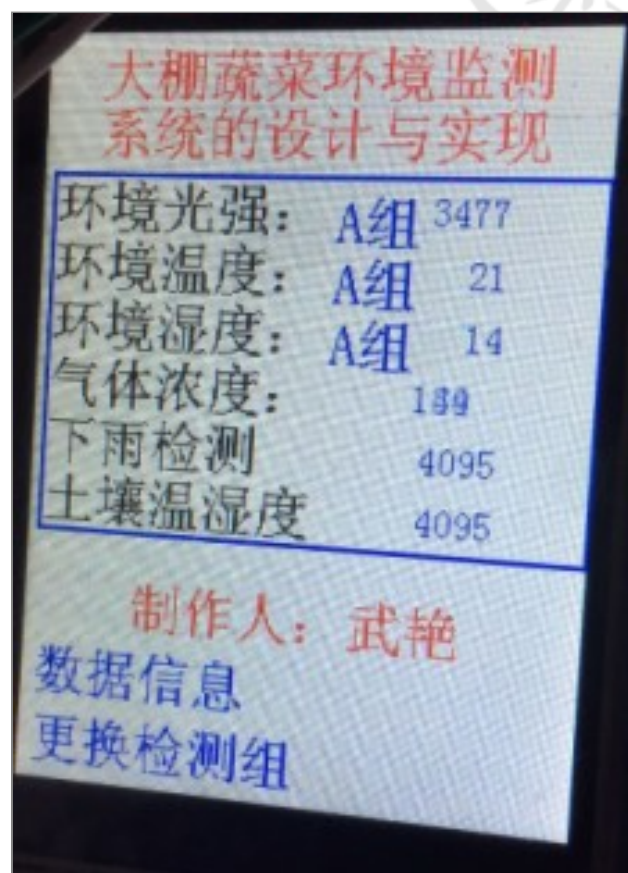 大棚蔬菜环境监测
系统的设计与实现
环境光强： A组 3477
环境温度： A组 21
环境湿度： A组 14
气体浓度：
下雨检测 4095
土壤温湿度 4095
制作人：武艳
数据信息
更换检测组